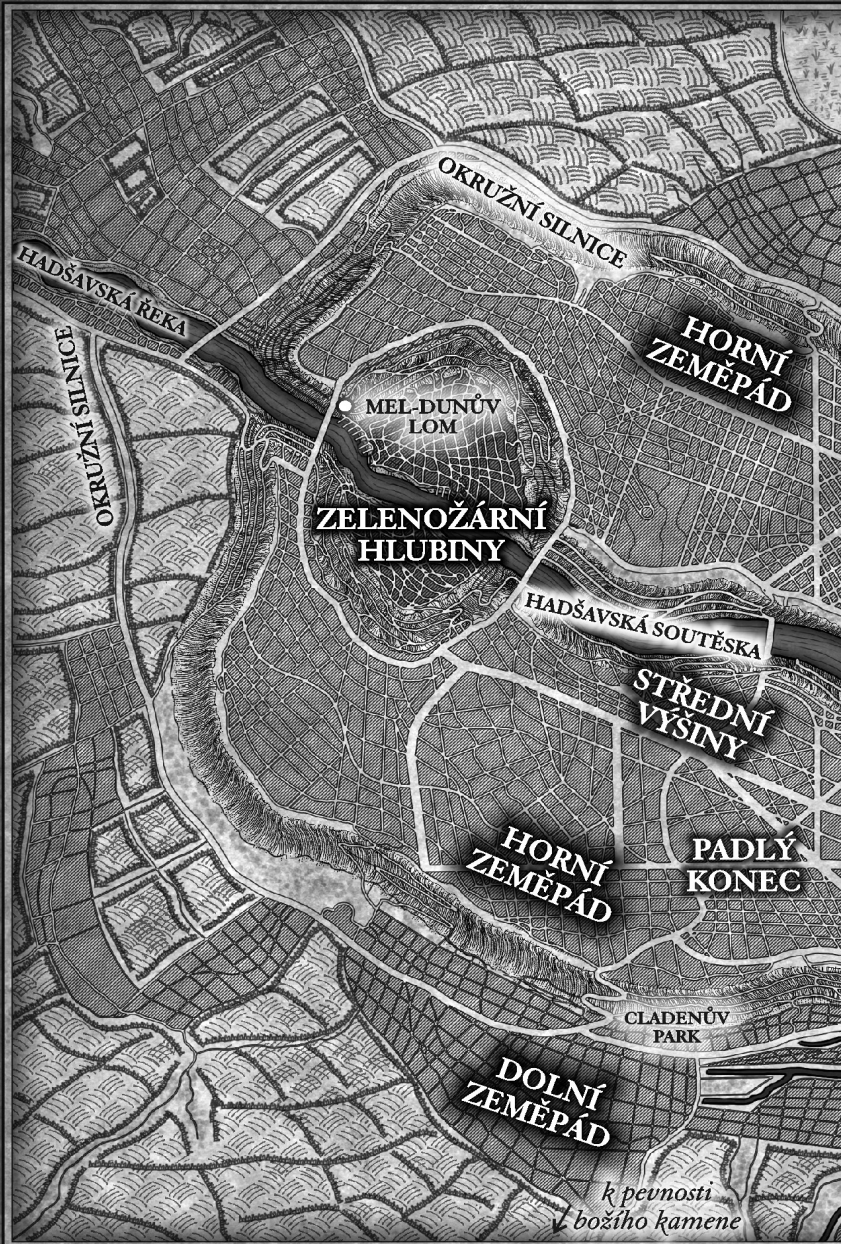 OKRUŽNÍ SILNICE
HADŠAVSKÁ ŘEKA
OKRUŽNÍ SILNICE
HORNÍ
ZEMĚPÁD
MEL-DUNŮV
LOM
ZELENOŽÁRNÍ
HLUBINY
HADŠAVSKÁ SOUTĚSKA
STŘEDNÍ
VÝŠINY
HORNÍ
ZEMĚPÁD
PADLÝ
KONEC
CLADENŮV
PARK
DOLNÍ
ZEMĚPÁD
k pevnosti
božího kamene